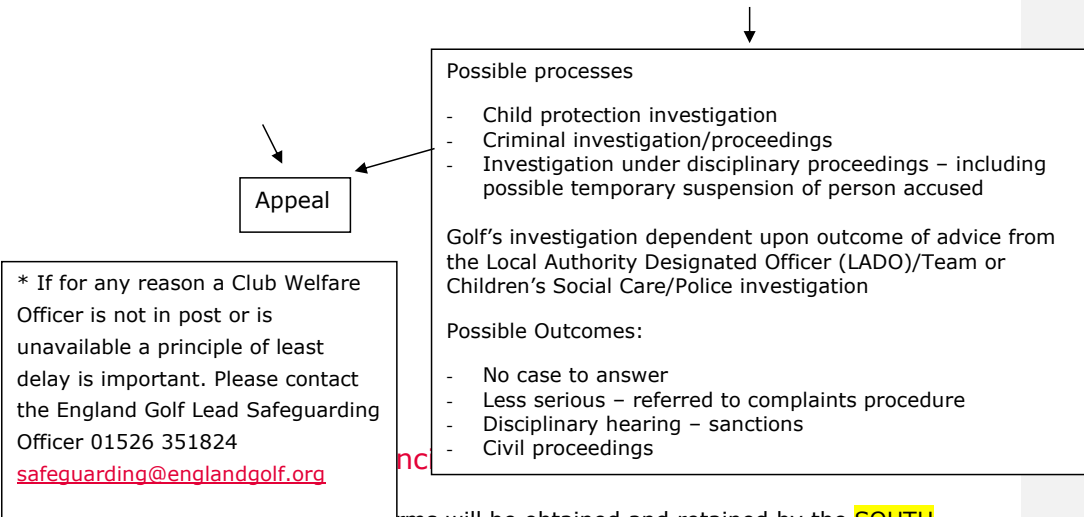 Possible processes
- Child protection investigation
- Criminal investigation/proceedings
- Investigation under disciplinary proceedings – including
possible temporary suspension of person accused
Golf’s investigation dependent upon outcome of advice from
the Local Authority Designated Officer (LADO)/Team or
Children’s Social Care/Police investigation
Possible Outcomes:
- No case to answer
- Less serious – referred to complaints procedure
- Disciplinary hearing – sanctions
- Civil proceedings
Appeal
* If for any reason a Club Welfare
Officer is not in post or is
unavailable a principle of least
delay is important. Please contact
the England Golf Lead Safeguarding
Officer 01526 351824
safeguarding@englandgolf.org
will be obtained and retained by the SOUTH